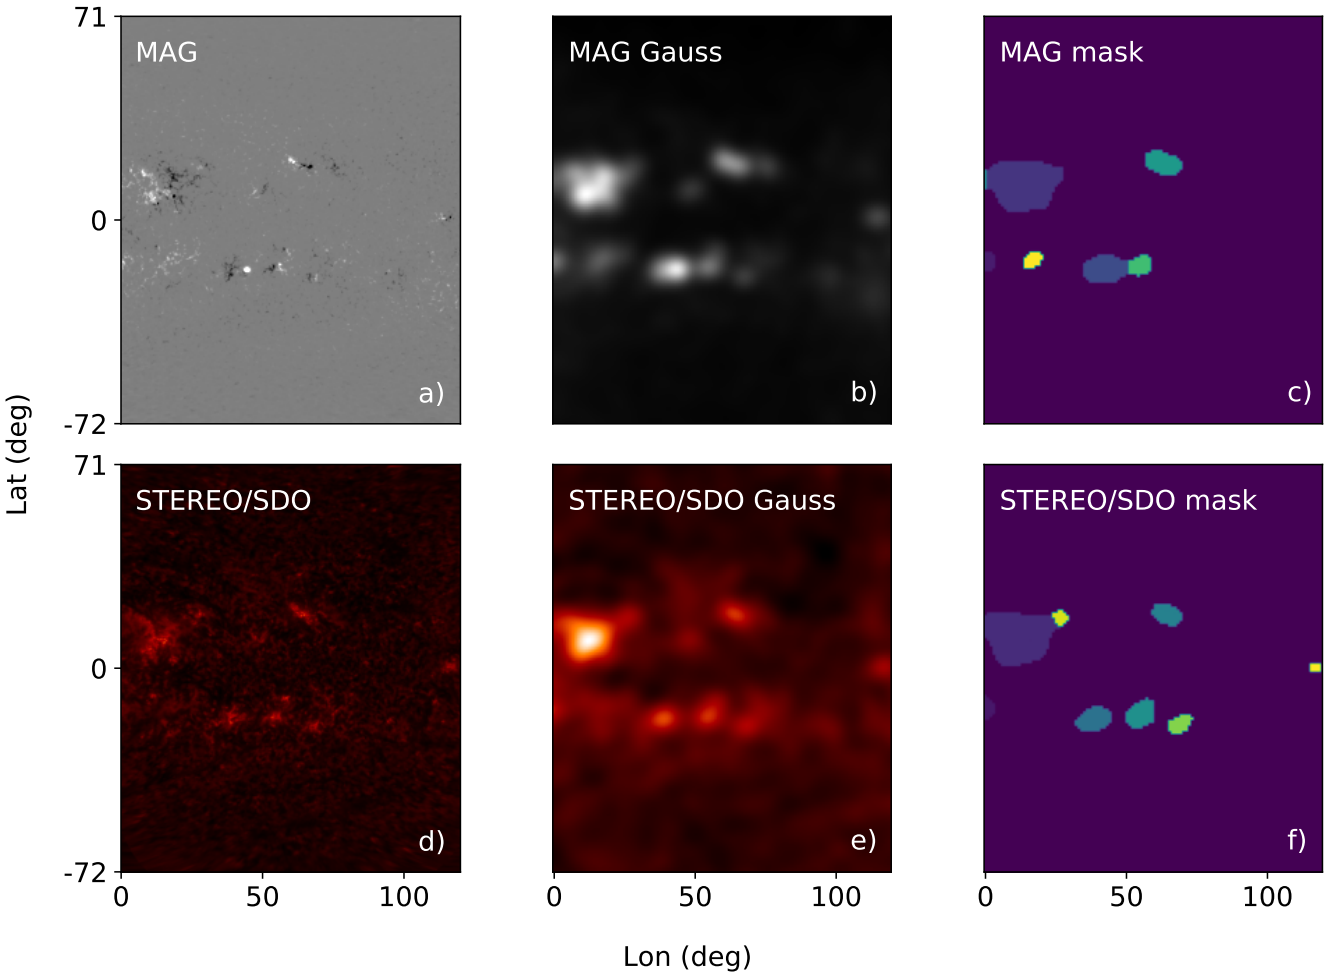 71
MAG
MAG Gauss
MAG mask
0
a)
b)
c)
-72
Lat (deg)
71
STEREO/SDO
STEREO/SDO Gauss
STEREO/SDO mask
0
d)
e)
f)
-72
0 50 100
0 50 100
0 50 100
Lon (deg)